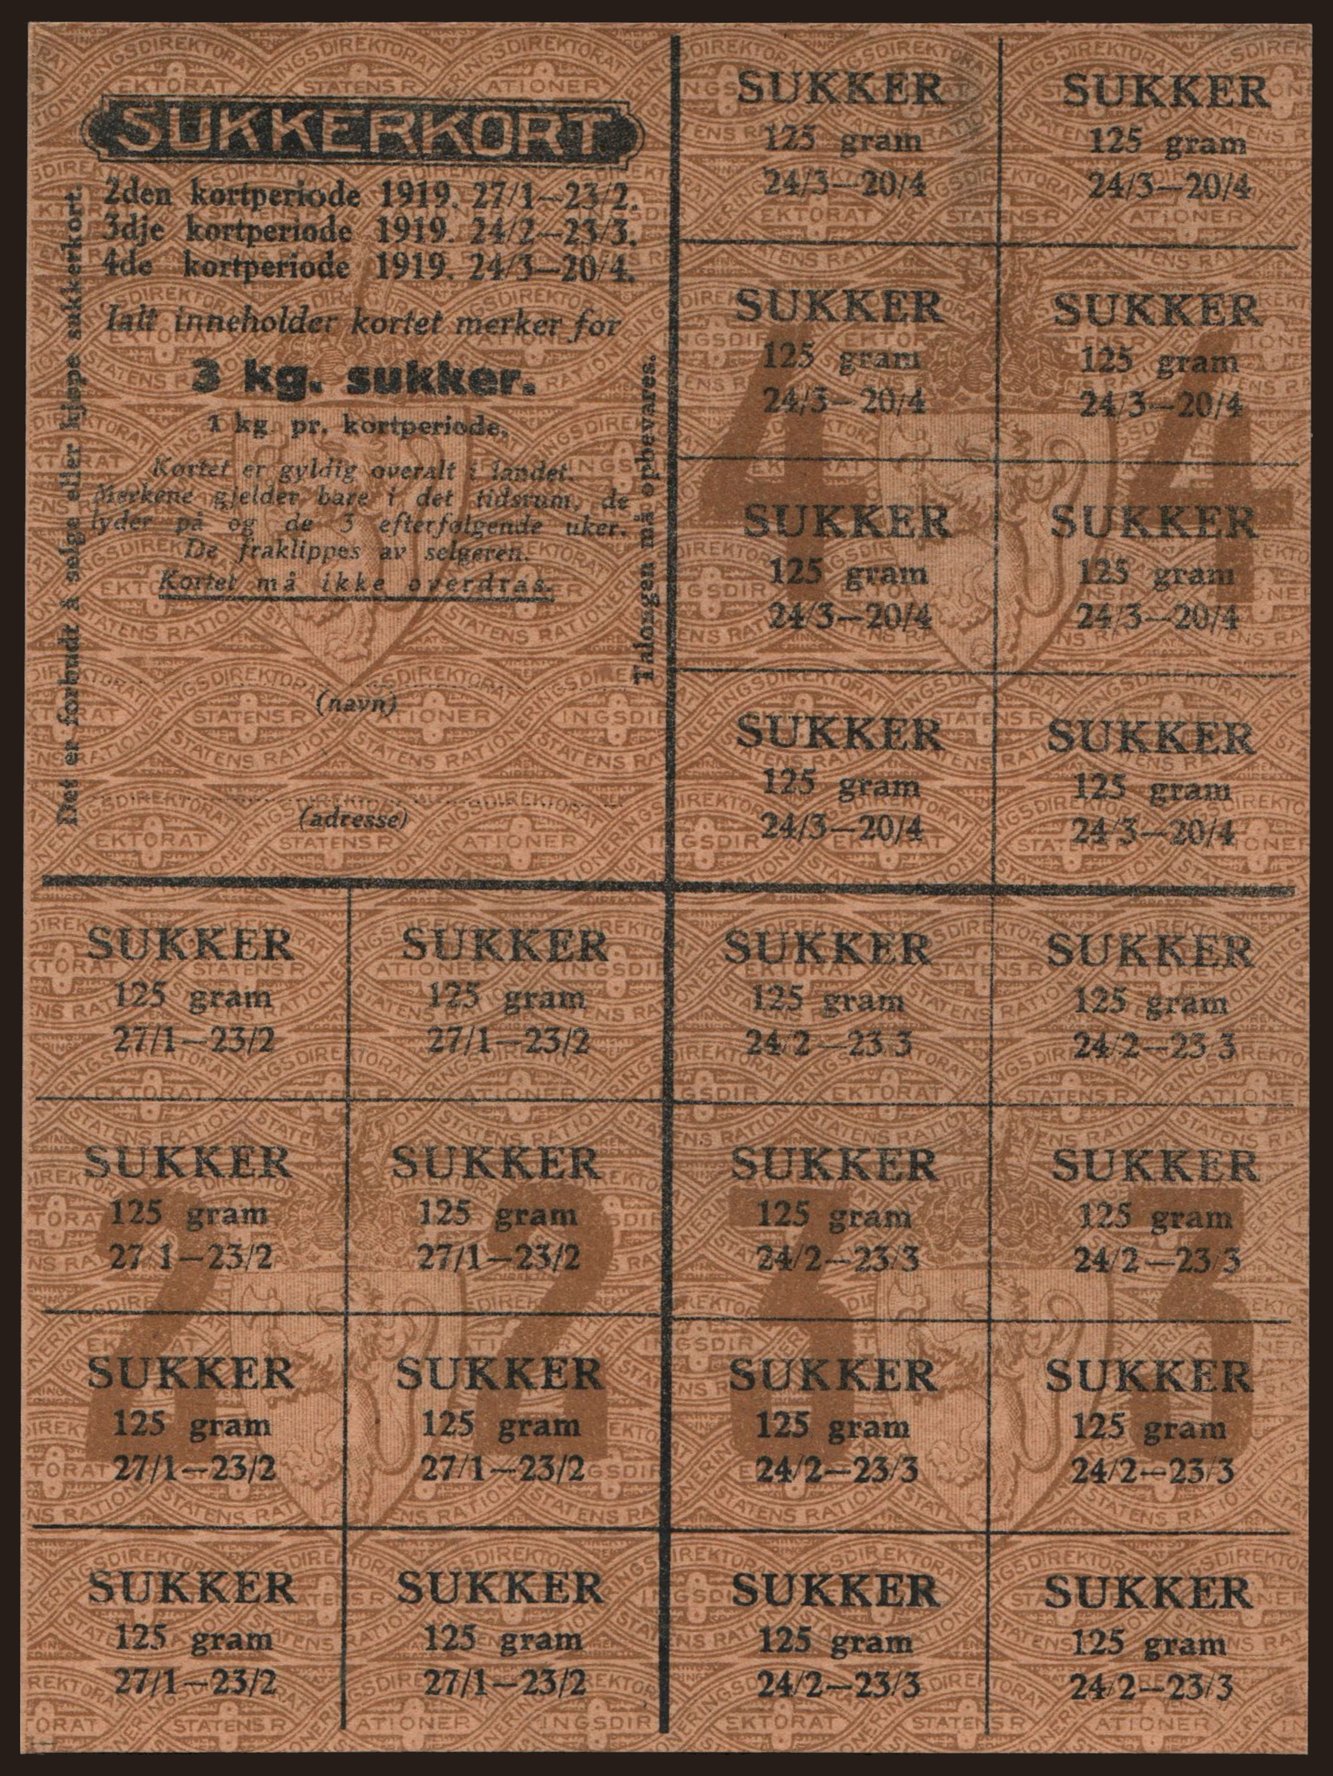 SUKKERKORT
2den kortperiode 1919. 27/1—23/2.
3dje kortperiode 1919. 24/2—23/3.
4de kortperiode 1919. 24/3—20/4.
Ialt inneholder kortet merker for
3 kg. sukker.
1 kg. pr. kortperiode.
Kortet er gyldig overalt i landet.
Merkene gjelder bare i det tidsrum, de
lyder på og de 3 efterfølgende uker.
De fraklippes av selgeren.
Kortet må ikke overdras.
(navn)
(adresse)
Det er forbudt å selge eller kjøpe sukkerkort.
Talongen må opbevares.
SUKKER
125 gram
24/3—20/4
SUKKER
125 gram
24/3—20/4
SUKKER
125 gram
24/3—20/4
SUKKER
125 gram
24/3—20/4
4 4
SUKKER
125 gram
24/3—20/4
SUKKER
125 gram
24/3—20/4
SUKKER
125 gram
24/3—20/4
SUKKER
125 gram
24/3—20/4
SUKKER
125 gram
27/1—23/2
SUKKER
125 gram
27/1—23/2
SUKKER
125 gram
27 1—23/2
SUKKER
125 gram
27/1—23/2
2 2
SUKKER
125 gram
27/1—23/2
SUKKER
125 gram
27/1—23/2
SUKKER
125 gram
27/1—23/2
SUKKER
125 gram
27/1—23/2
SUKKER
125 gram
24/2—23/3
SUKKER
125 gram
24/2—23/3
SUKKER
125 gram
24/2—23/3
SUKKER
125 gram
24/2—23/3
3 3
SUKKER
125 gram
24/2—23/3
SUKKER
125 gram
24/2—23/3
SUKKER
125 gram
24/2—23/3
SUKKER
125 gram
24/2—23/3
STATENS RATIONERINGSDIREKTORAT